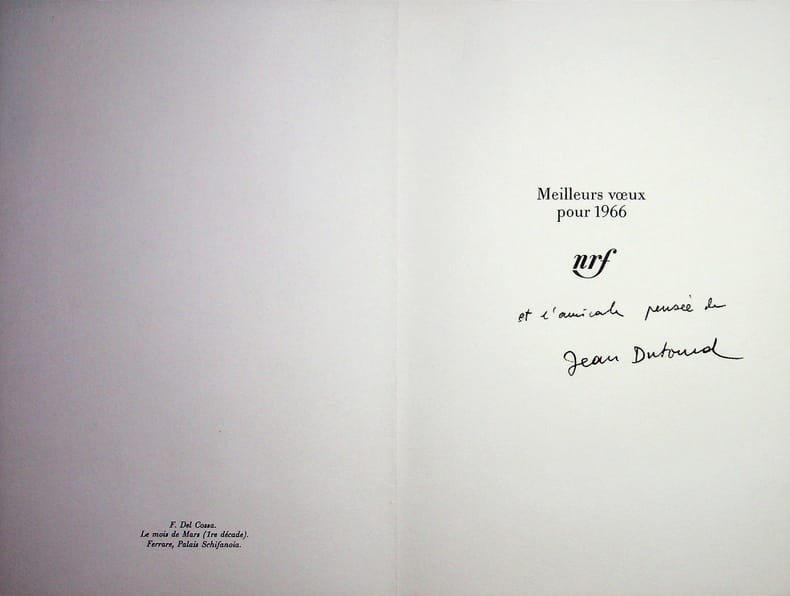 Meilleurs vœux
pour 1966
nrf
et l'amicale pensée de
Jean Dutourd
F. Del Cossa.
Le mois de Mars (1re décade).
Ferrare, Palais Schifanoia.